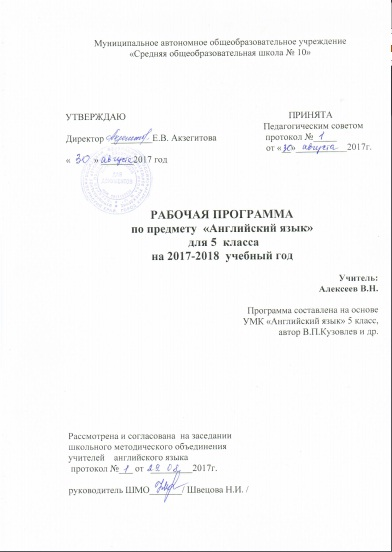 Муниципальное автономное общеобразовательное учреждение
«Средняя общеобразовательная школа № 10»
УТВЕРЖДАЮ
Директор Е.В. Акзегитова
« 30 » августа 2017 год
ПРИНЯТА
Педагогическим советом
протокол № 1
от «30» августа 2017г.
РАБОЧАЯ ПРОГРАММА
по предмету «Английский язык»
для 5 класса
на 2017-2018 учебный год
Учитель:
Алексеев В.Н.
Программа составлена на основе
УМК «Английский язык» 5 класс,
автор В.П.Кузовлев и др.
Рассмотрена и согласована на заседании
школьного методического объединения
учителей английского языка
протокол № 1 от 29.08 2017г.
руководитель ШМО / Швецова Н.И. /